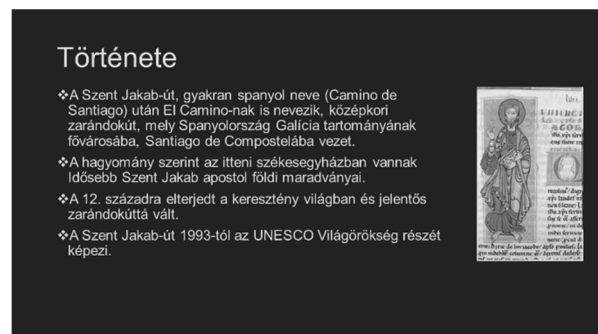 Története
❖A Szent Jakab-út, gyakran spanyol neve (Camino de
Santiago) után El Camino-nak is nevezik, középkori
zarándokút, mely Spanyolország Galícia tartományának
fővárosába, Santiago de Compostelába vezet.
❖A hagyomány szerint az itteni székesegyházban vannak
Idősebb Szent Jakab apostol földi maradványai.
❖A 12. századra elterjedt a keresztény világban és jelentős
zarándokúttá vált.
❖A Szent Jakab-út 1993-tól az UNESCO Világörökség részét
képezi.